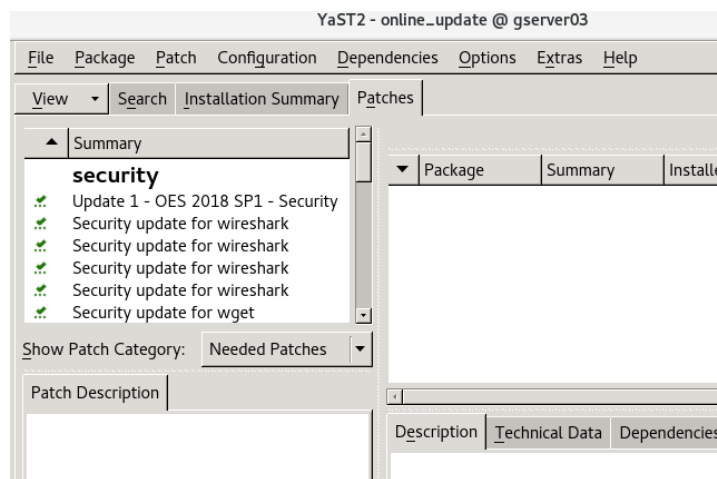 YaST2 - online_update @ gserver03
File Package Patch Configuration Dependencies Options Extras Help
View Search Installation Summary Patches
Summary
security
Update 1 - OES 2018 SP1 - Security
Security update for wireshark
Security update for wireshark
Security update for wireshark
Security update for wireshark
Security update for wget
Show Patch Category: Needed Patches
Patch Description
Package Summary Installe
Description Technical Data Dependencies